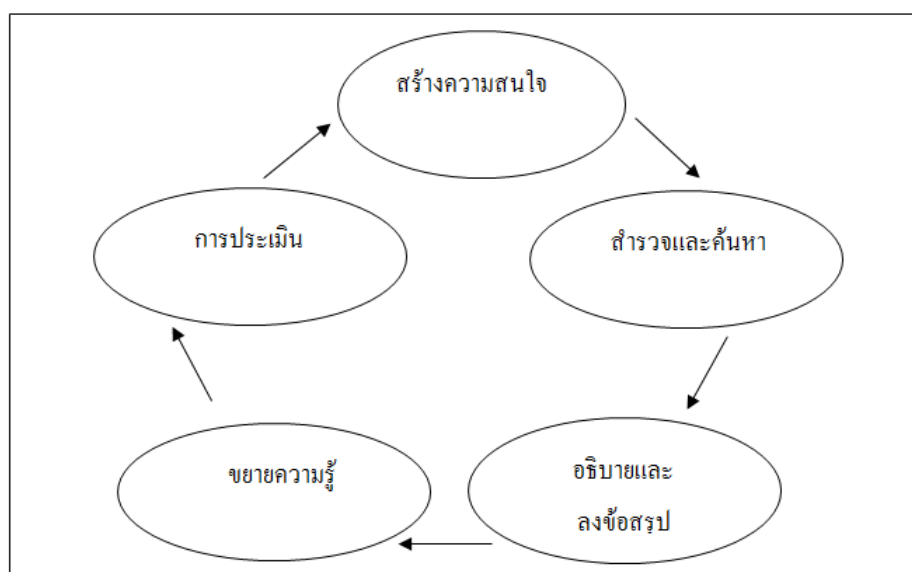 สร้างความสนใจ
สำรวจและค้นหา
อธิบายและ
ลงข้อสรุป
ขยายความรู้
การประเมิน